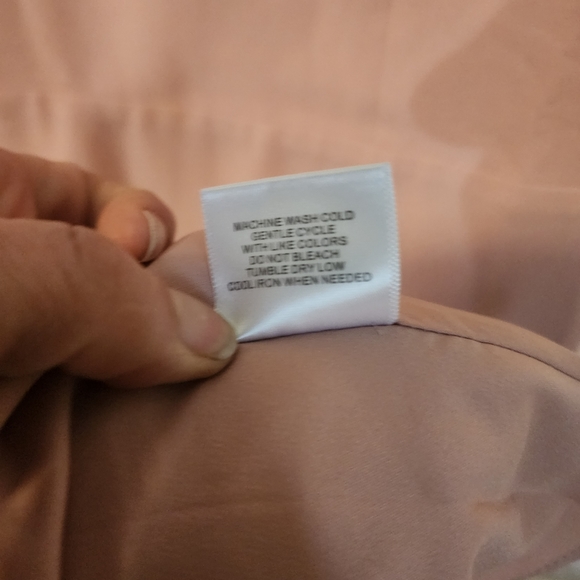 MACHINE WASH COLD
GENTLE CYCLE
WITH LIKE COLORS
DO NOT BLEACH
TUMBLE DRY LOW
COOL IRON WHEN NEEDED